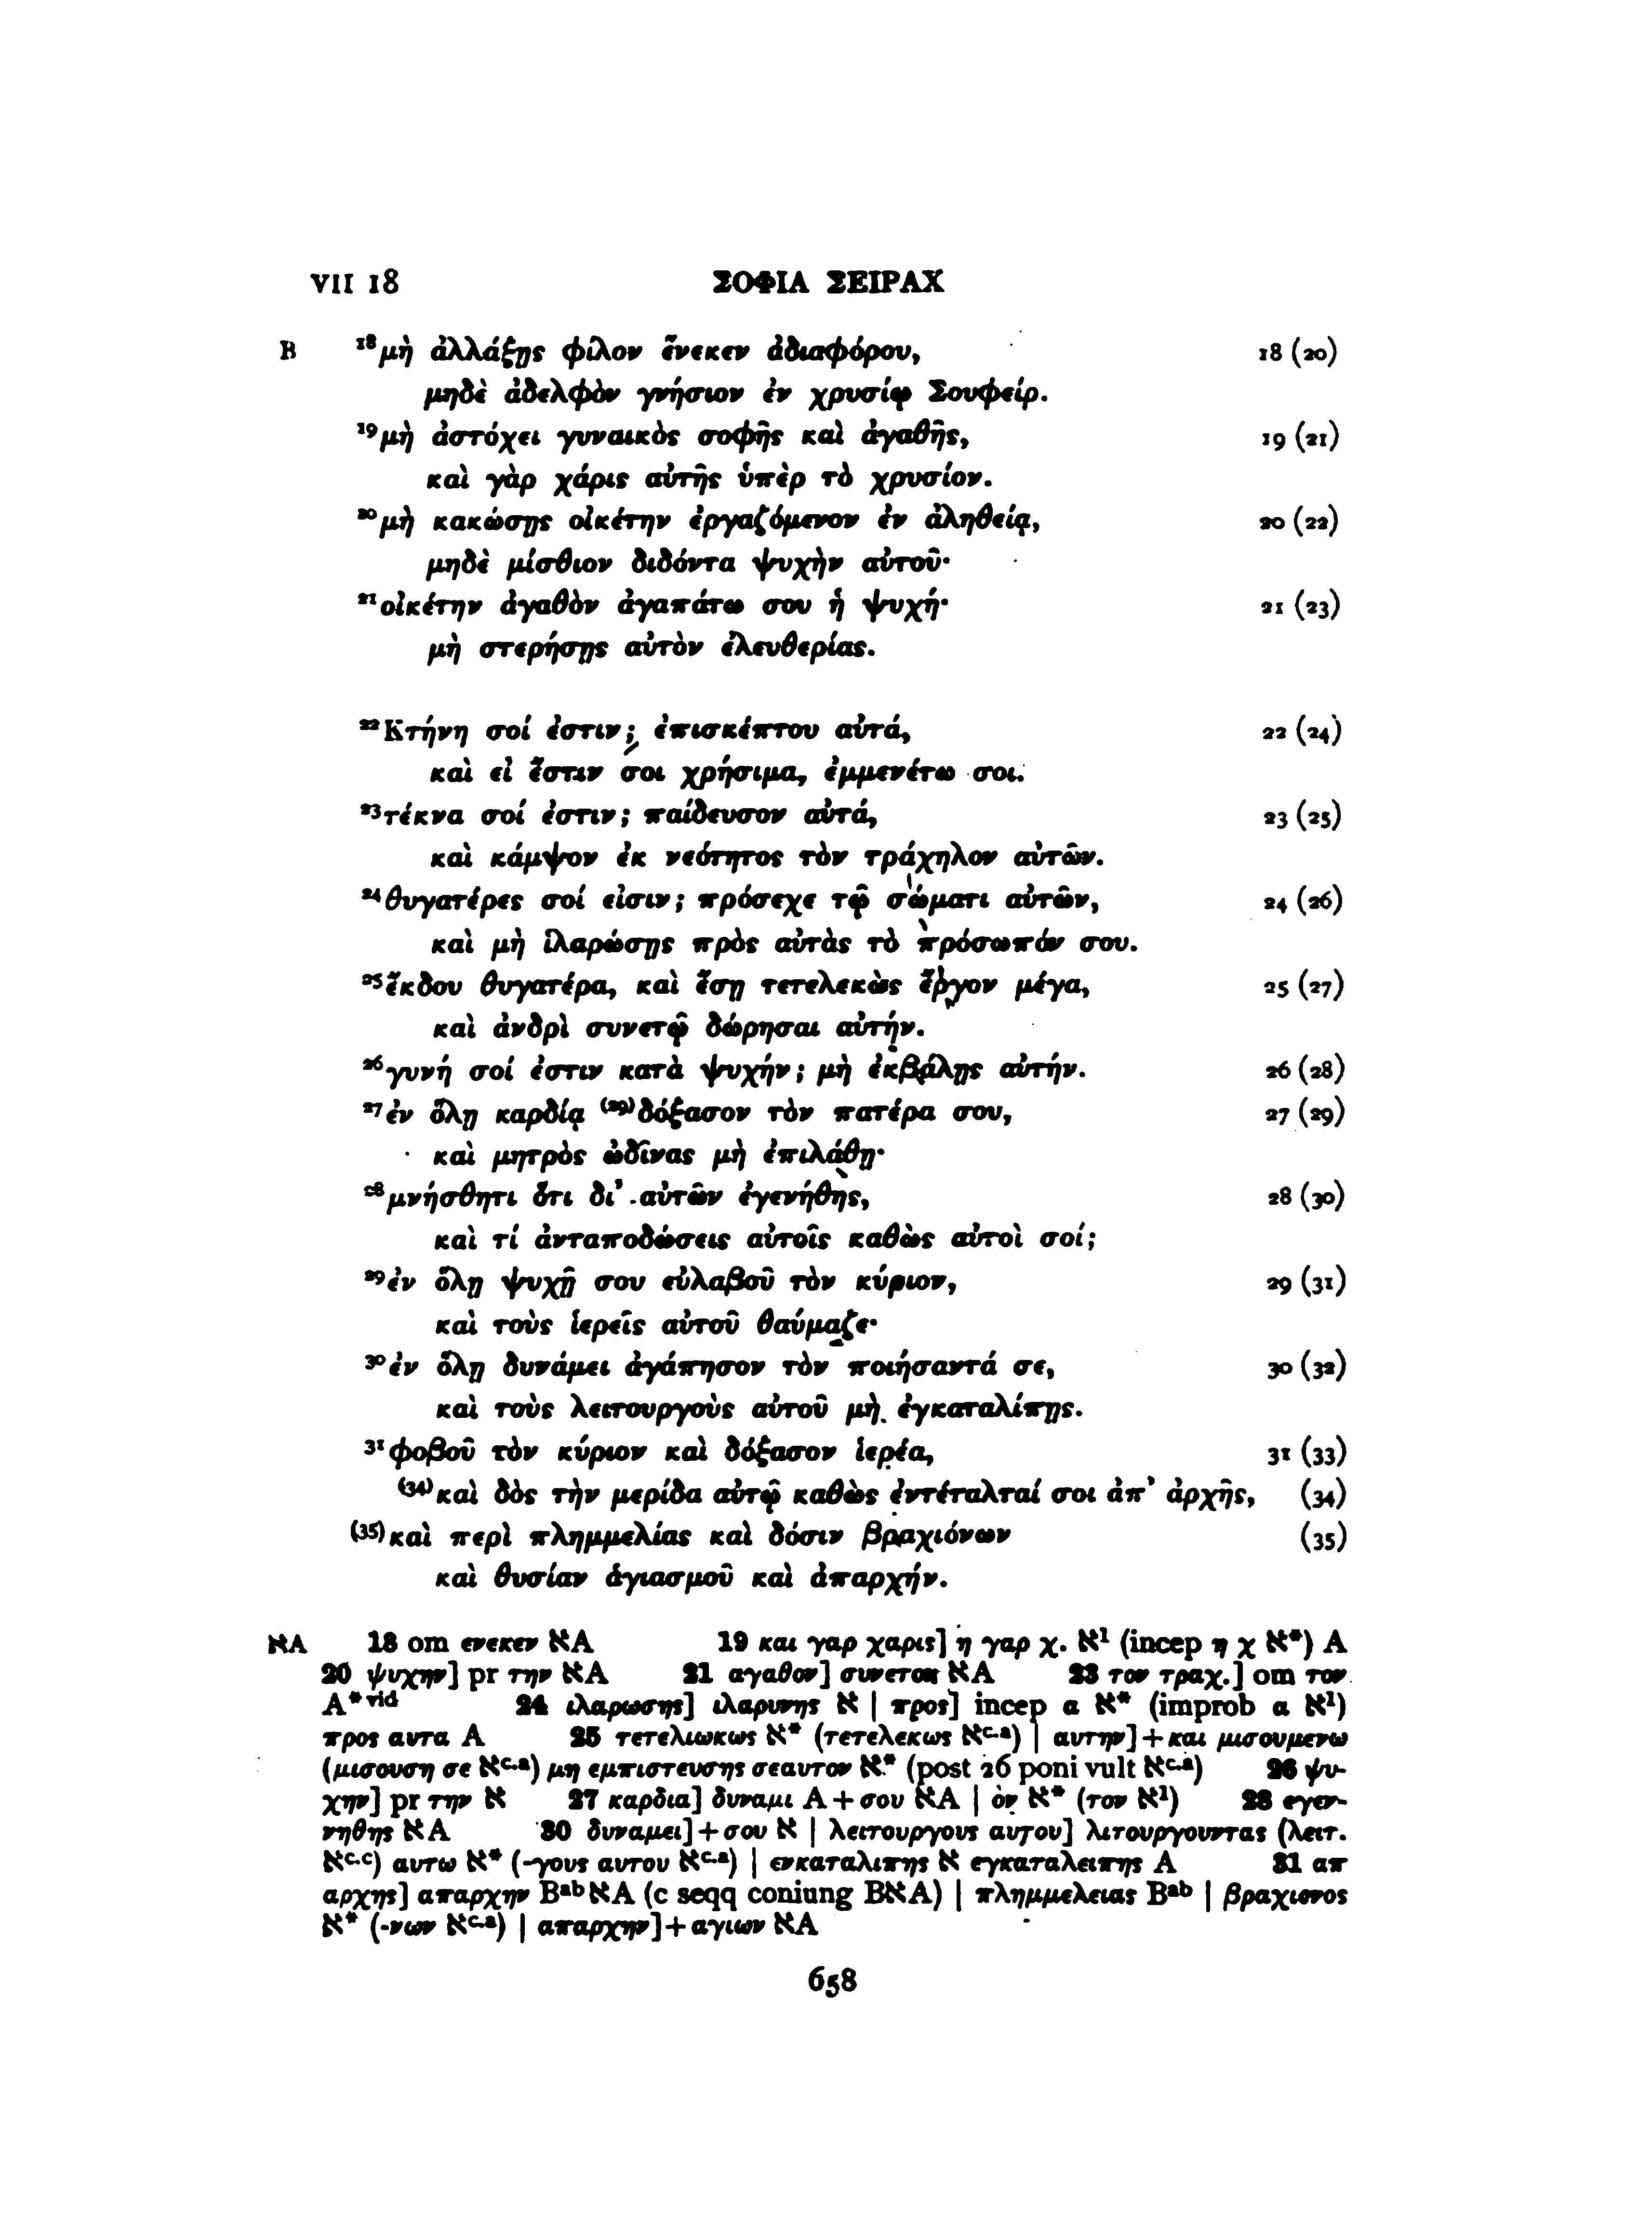 VII 18 ΣΟΦΙΑ ΣΕΙΡΑΧ
B ¹⁸μὴ ἀλλάξῃς φίλον ἕνεκεν ἀδιαφόρου, 18 (20)
μηδὲ ἀδελφὸν γνήσιον ἐν χρυσίῳ Σουφείρ.
¹⁹μὴ ἀστόχει γυναικὸς σοφῆς καὶ ἀγαθῆς, 19 (21)
καὶ γὰρ χάρις αὐτῆς ὑπὲρ τὸ χρυσίον.
²⁰μὴ κακώσῃς οἰκέτην ἐργαζόμενον ἐν ἀληθείᾳ, 20 (22)
μηδὲ μίσθιον διδόντα ψυχὴν αὐτοῦ·
²¹οἰκέτην ἀγαθὸν ἀγαπάτω σου ἡ ψυχή· 21 (23)
μὴ στερήσῃς αὐτὸν ἐλευθερίας.
²²Κτήνη σοί ἐστιν; ἐπισκέπτου αὐτά, 22 (24)
καὶ εἰ ἔστιν σοι χρήσιμα, ἐμμενέτω σοι.
²³τέκνα σοί ἐστιν; παίδευσον αὐτά, 23 (25)
καὶ κάμψον ἐκ νεότητος τὸν τράχηλον αὐτῶν.
²⁴θυγατέρες σοί εἰσιν; πρόσεχε τῷ σώματι αὐτῶν, 24 (26)
καὶ μὴ ἱλαρώσῃς πρὸς αὐτὰς τὸ πρόσωπόν σου.
²⁵ἔκδου θυγατέρα, καὶ ἔσῃ τετελεκὼς ἔργον μέγα, 25 (27)
καὶ ἀνδρὶ συνετῷ δώρησαι αὐτήν.
²⁶γυνή σοί ἐστιν κατὰ ψυχήν; μὴ ἐκβάλῃς αὐτήν. 26 (28)
²⁷ἐν ὅλῃ καρδίᾳ ⁽²⁹⁾δόξασον τὸν πατέρα σου, 27 (29)
καὶ μητρὸς ὠδῖνας μὴ ἐπιλάθῃ·
²⁸μνήσθητι ὅτι δι’ αὐτῶν ἐγενήθης, 28 (30)
καὶ τί ἀνταποδώσεις αὐτοῖς καθὼς αὐτοὶ σοί;
²⁹ἐν ὅλῃ ψυχῇ σου εὐλαβοῦ τὸν κύριον, 29 (31)
καὶ τοὺς ἱερεῖς αὐτοῦ θαύμαζε·
³⁰ἐν ὅλῃ δυνάμει ἀγάπησον τὸν ποιήσαντά σε, 30 (32)
καὶ τοὺς λειτουργοὺς αὐτοῦ μὴ ἐγκαταλίπῃς.
³¹φοβοῦ τὸν κύριον καὶ δόξασον ἱερέα, 31 (33)
⁽³⁴⁾καὶ δὸς τὴν μερίδα αὐτῷ καθὼς ἐντέταλταί σοι ἀπ’ ἀρχῆς, (34)
⁽³⁵⁾καὶ περὶ πλημμελίας καὶ δόσιν βραχιόνων (35)
καὶ θυσίαν ἁγιασμοῦ καὶ ἀπαρχήν.
אA 18 om ενεκεν אA 19 και γαρ χαρις] η γαρ χ. א¹ (incep η χ א*) A
20 ψυχην] pr την אA 21 αγαθον] συνετον אA 23 τον τραχ.] om τον
A*ᵛⁱᵈ 24 ιλαρωσης] ιλαρυνης א | προς] incep α א* (improb α א¹)
προς αυτα A 25 τετελιωκως א* (τετελεκως אᶜ·ᵃ) | αυτην]+και μισουμενω
(μισουση σε אᶜ·ᵃ) μη εμπιστευσης σεαυτον א* (post 26 poni vult אᶜ·ᵃ) 26 ψυ-
χην] pr την א 27 καρδια] δυναμι A+σου אA | ὁν א* (τον א¹) 28 εγεν-
νηθης אA 30 δυναμει]+σου א | λειτουργους αυτου] λιτουργουντας (λειτ.
אᶜ·ᶜ) αυτω א* (-γους αυτου אᶜ·ᵃ) | ενκαταλιπης א εγκαταλειπης A 31 απ
αρχης] απαρχην BᵃᵇאA (c seqq coniung BאA) | πλημμελειας Bᵃᵇ | βραχιονος
א* (-νων אᶜ·ᵃ) | απαρχην]+αγιων אA
658